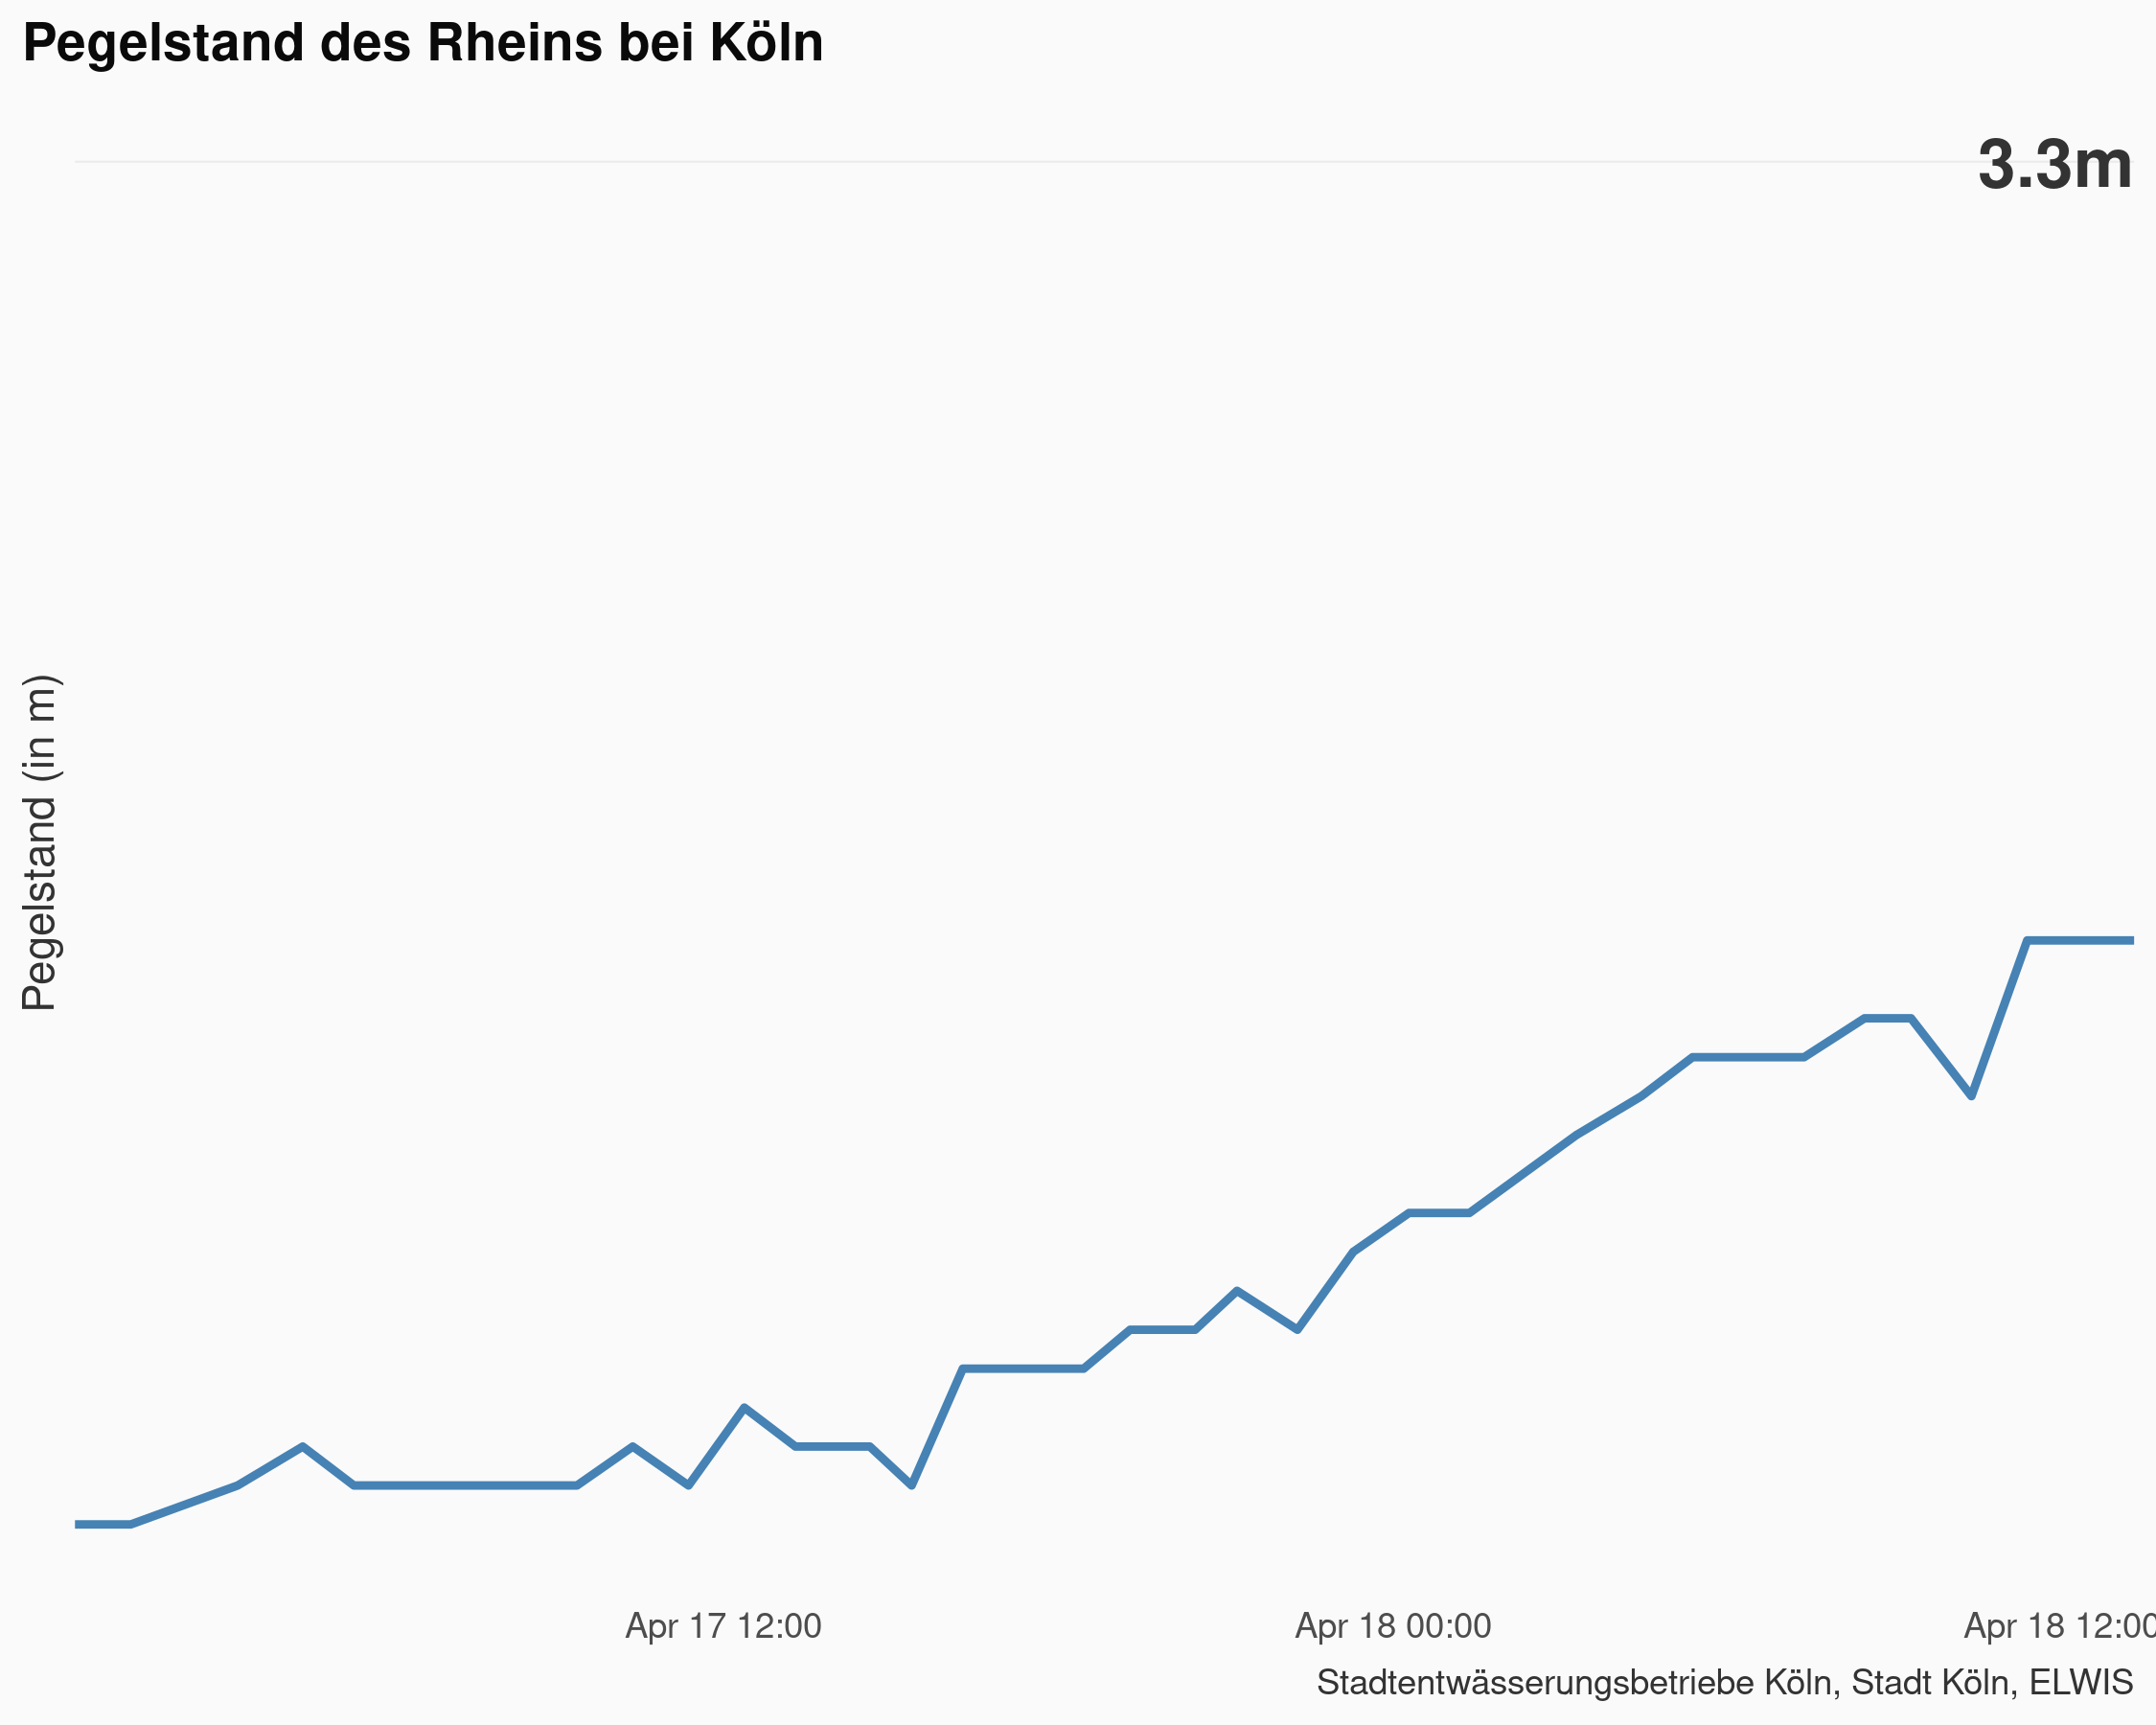 Pegelstand des Rheins bei Köln
3.3m
Pegelstand (in m)
Apr 17 12:00
Apr 18 00:00
Apr 18 12:00
Stadtentwässerungsbetriebe Köln, Stadt Köln, ELWIS